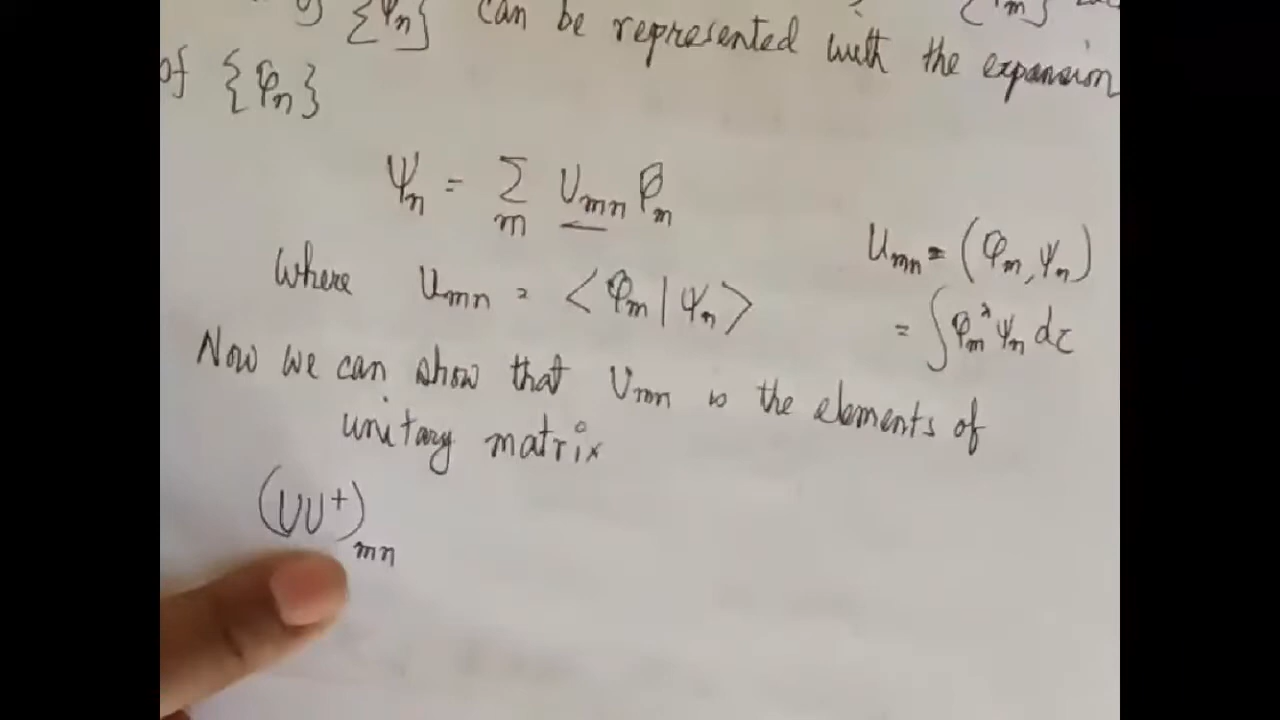 of {ψn} can be represented with the expansion
of {φn}
ψn = Σm Umn φm
Umn = (φm, ψn)
where Umn = <φm | ψn>
= ∫ φm* ψn dτ
Now we can show that Umn is the elements of
unitary matrix
(UU+)mn